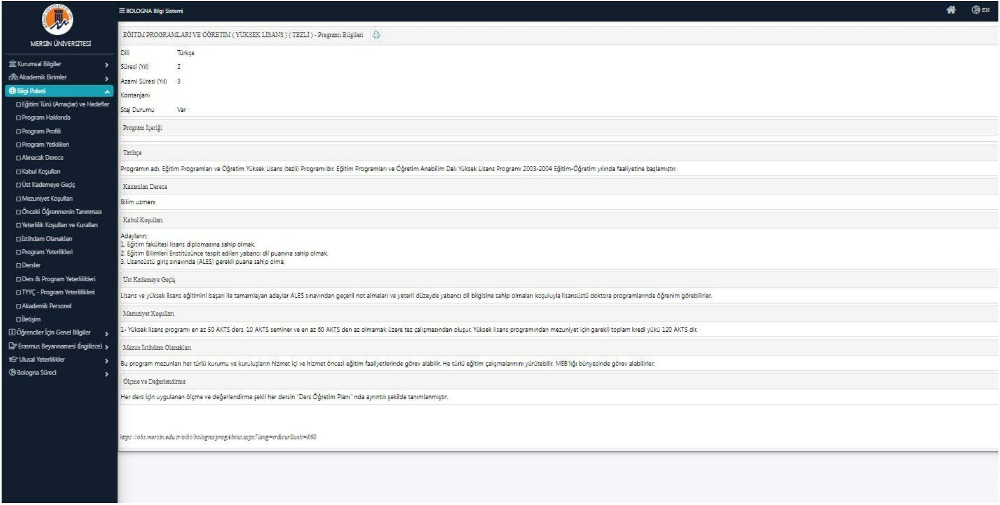 BOLOGNA Bilgi Sistemi
EN
MERSİN ÜNİVERSİTESİ
Kurumsal Bilgiler
Akademik Birimler
Bilgi Paketi
Eğitim Türü (Amaçlar) ve Hedefler
Program Hakkında
Program Profili
Program Yetkilileri
Alınacak Derece
Kabul Koşulları
Üst Kademeye Geçiş
Mezuniyet Koşulları
Önceki Öğrenmenin Tanınması
Yeterlilik Koşulları ve Kuralları
İstihdam Olanakları
Program Yeterlikleri
Dersler
Ders & Program Yeterlilikleri
TYYÇ - Program Yeterlilikleri
Akademik Personel
İletişim
Öğrenciler İçin Genel Bilgiler
Erasmus Beyannamesi (İngilizce)
Ulusal Yeterlilikler
Bologna Süreci
EĞİTİM PROGRAMLARI VE ÖĞRETİM ( YÜKSEK LİSANS ) ( TEZLİ ) - Programı Bilgileri
Dili Türkçe
Süresi (Yıl) 2
Azami Süresi (Yıl) 3
Kontenjanı
Staj Durumu Var
Program İçeriği
Tarihçe
Programın adı, Eğitim Programları ve Öğretim Yüksek Lisans (tezli) Programı'dır. Eğitim Programları ve Öğretim Anabilim Dalı Yüksek Lisans Programı 2003-2004 Eğitim-Öğretim yılında faaliyetine başlamıştır.
Kazanılan Derece
Bilim uzmanı
Kabul Koşulları
Adayların;
1. Eğitim fakültesi lisans diplomasına sahip olmak,
2. Eğitim Bilimleri Enstitüsünce tespit edilen yabancı dil puanına sahip olmak,
3. Lisansüstü giriş sınavında (ALES) gerekli puana sahip olma,
Üst Kademeye Geçiş
Lisans ve yüksek lisans eğitimini başarı ile tamamlayan adaylar ALES sınavından geçerli not almaları ve yeterli düzeyde yabancı dil bilgisine sahip olmaları koşuluyla lisansüstü doktora programlarında öğrenim görebilirler.
Mezuniyet Koşulları
1- Yüksek lisans programı en az 50 AKTS ders, 10 AKTS seminer ve en az 60 AKTS den az olmamak üzere tez çalışmasından oluşur. Yüksek lisans programından mezuniyet için gerekli toplam kredi yükü 120 AKTS dir.
Mezun İstihdam Olanakları
Bu program mezunları her türlü kurumu ve kuruluşların hizmet içi ve hizmet öncesi eğitim faaliyetlerinde görev alabilir. He türlü eğitim çalışmalarınını yürütebilir. MEB'lığı bünyesinde görev alabilirler.
Ölçme ve Değerlendirme
Her ders için uygulanan ölçme ve değerlendirme şekli her dersin "Ders Öğretim Planı" nda ayrıntılı şekilde tanımlanmıştır.
https://obs.mersin.edu.tr/oibs/bologna/progAbout.aspx?lang=tr&curSunit=860